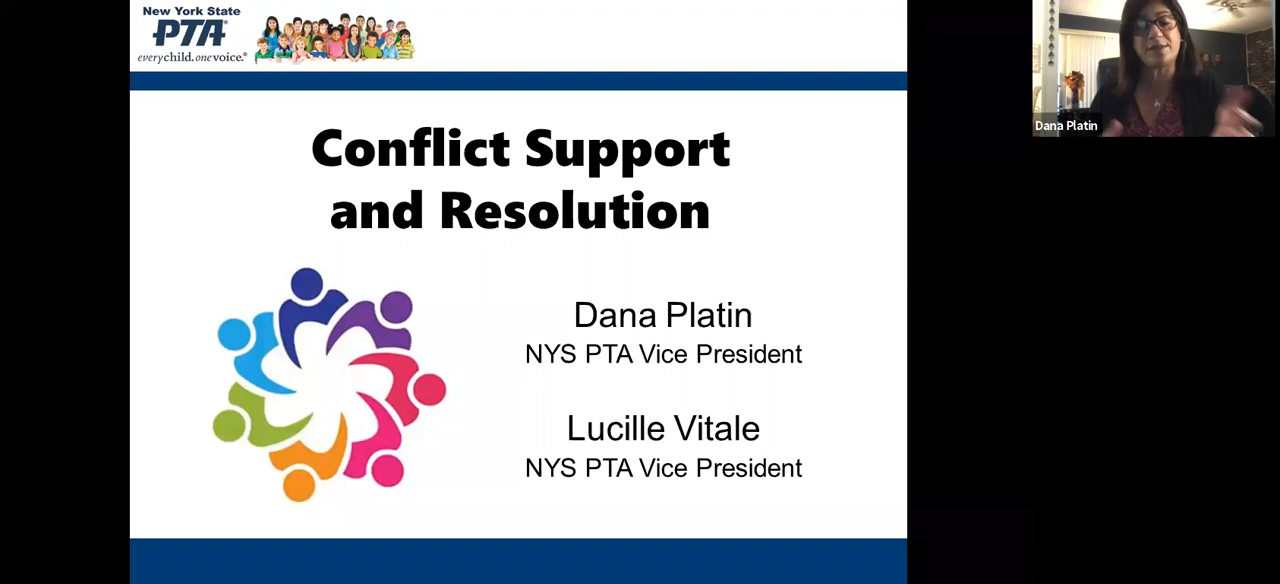 New York State
PTA®
everychild.onevoice.®
Conflict Support
and Resolution
Dana Platin
NYS PTA Vice President
Lucille Vitale
NYS PTA Vice President
Dana Platin